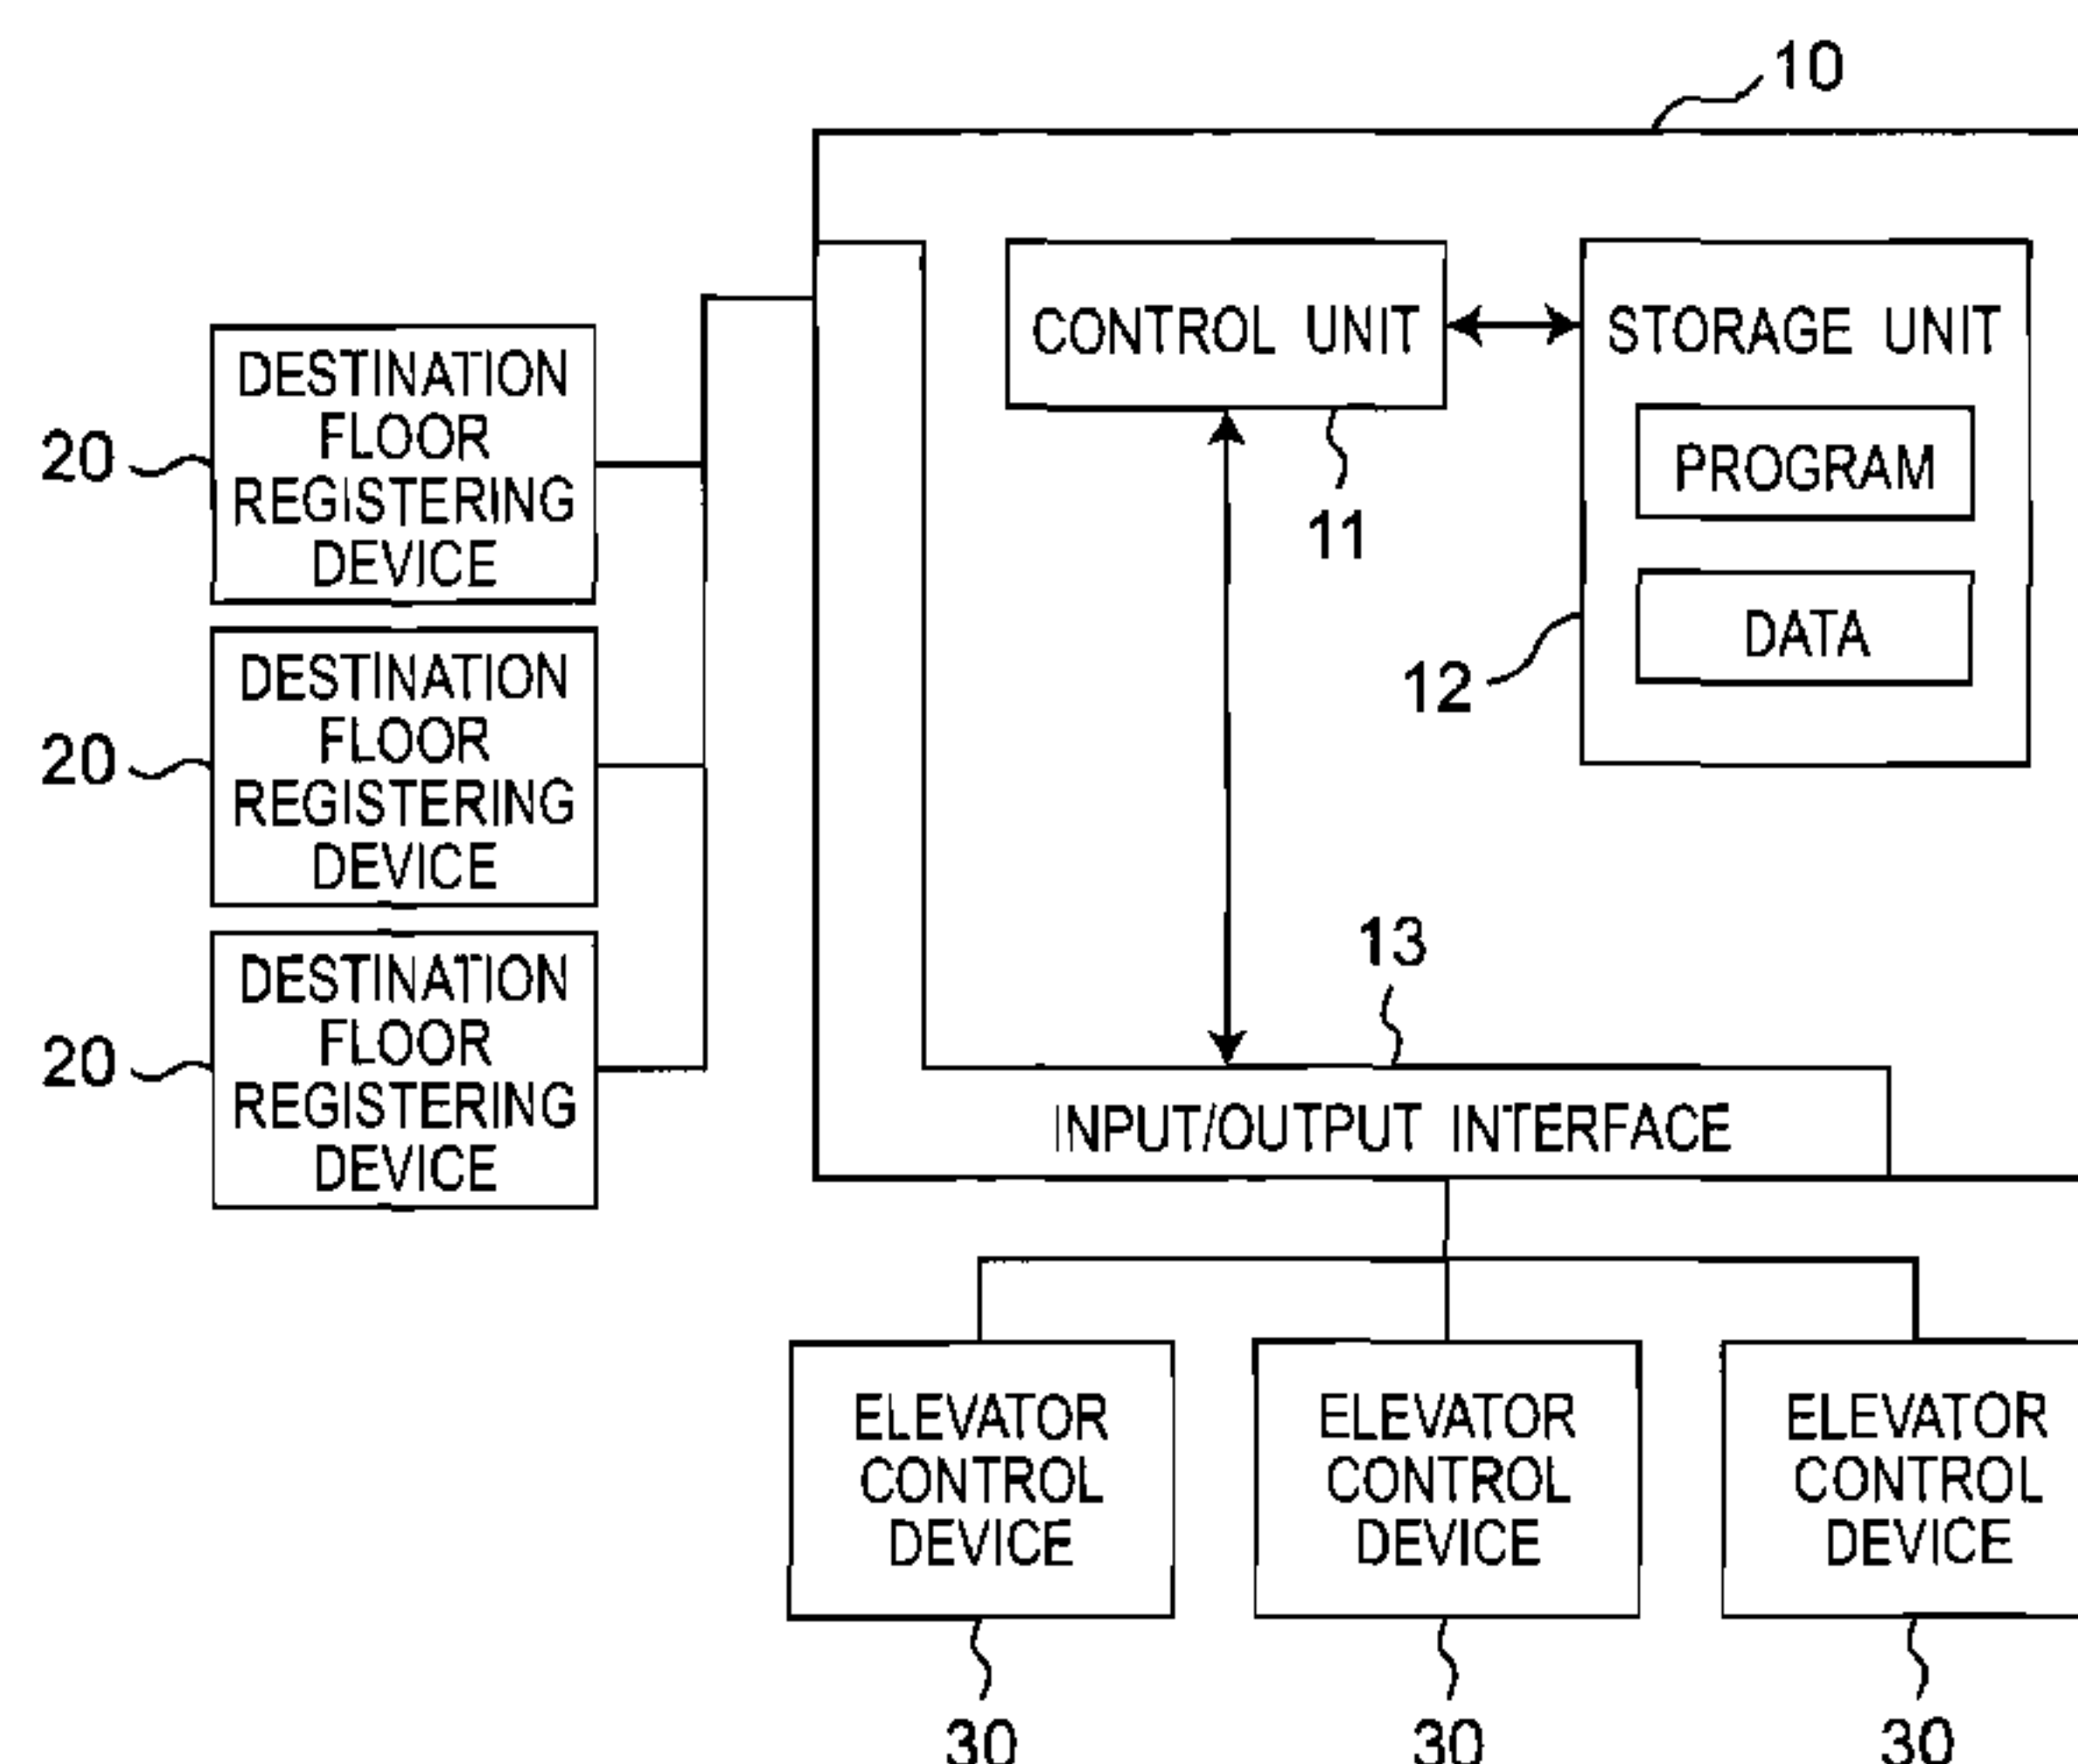 10
CONTROL UNIT
STORAGE UNIT
PROGRAM
DATA
11
12
20
DESTINATION
FLOOR
REGISTERING
DEVICE
20
DESTINATION
FLOOR
REGISTERING
DEVICE
20
DESTINATION
FLOOR
REGISTERING
DEVICE
13
INPUT/OUTPUT INTERFACE
ELEVATOR
CONTROL
DEVICE
ELEVATOR
CONTROL
DEVICE
ELEVATOR
CONTROL
DEVICE
30
30
30